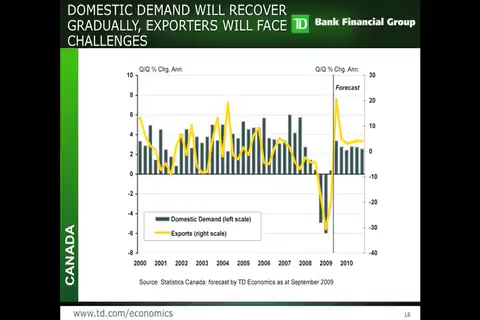 DOMESTIC DEMAND WILL RECOVER
GRADUALLY, EXPORTERS WILL FACE
CHALLENGES
TD Bank Financial Group
Q/Q % Chg. Ann.
Q/Q % Chg. Ann.
10
8
6
4
2
0
-2
-4
-6
-8
30
20
10
0
-10
-20
-30
-40
Forecast
Domestic Demand (left scale)
Exports (right scale)
2000 2001 2002 2003 2004 2005 2006 2007 2008 2009 2010
Source: Statistics Canada; forecast by TD Economics as at September 2009
CANADA
www.td.com/economics
18